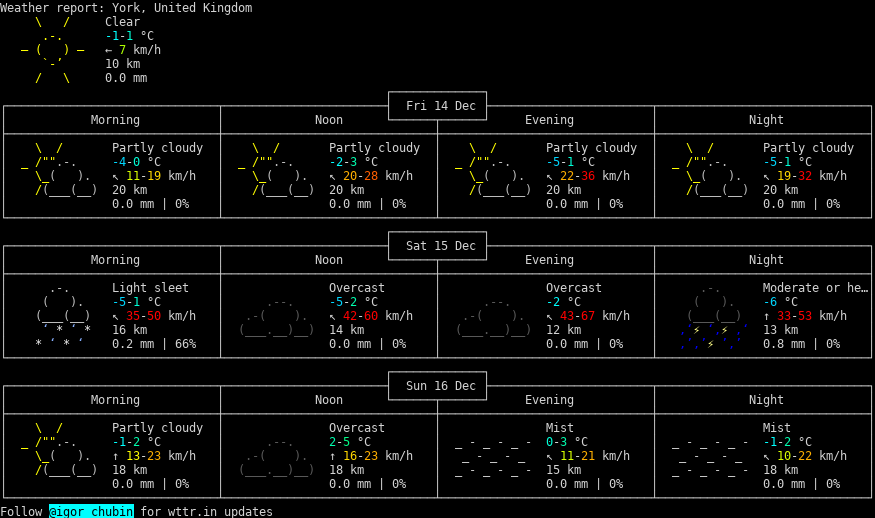 Weather report: York, United Kingdom
Clear
-1-1 °C
← 7 km/h
10 km
0.0 mm
Fri 14 Dec
Morning Noon Evening Night
Partly cloudy Partly cloudy Partly cloudy Partly cloudy
-4-0 °C -2-3 °C -5-1 °C -5-1 °C
↖ 11-19 km/h ↖ 20-28 km/h ↖ 22-36 km/h ↖ 19-32 km/h
20 km 20 km 20 km 20 km
0.0 mm | 0% 0.0 mm | 0% 0.0 mm | 0% 0.0 mm | 0%
Sat 15 Dec
Morning Noon Evening Night
Light sleet Overcast Overcast Moderate or he…
-5-1 °C -5-2 °C -2 °C -6 °C
↖ 35-50 km/h ↖ 42-60 km/h ↖ 43-67 km/h ↑ 33-53 km/h
16 km 14 km 12 km 13 km
0.2 mm | 66% 0.0 mm | 0% 0.0 mm | 0% 0.8 mm | 0%
Sun 16 Dec
Morning Noon Evening Night
Partly cloudy Overcast Mist Mist
-1-2 °C 2-5 °C 0-3 °C -1-2 °C
↑ 13-23 km/h ↑ 16-23 km/h ↖ 11-21 km/h ↖ 10-22 km/h
18 km 18 km 15 km 18 km
0.0 mm | 0% 0.0 mm | 0% 0.0 mm | 0% 0.0 mm | 0%
Follow @igor_chubin for wttr.in updates